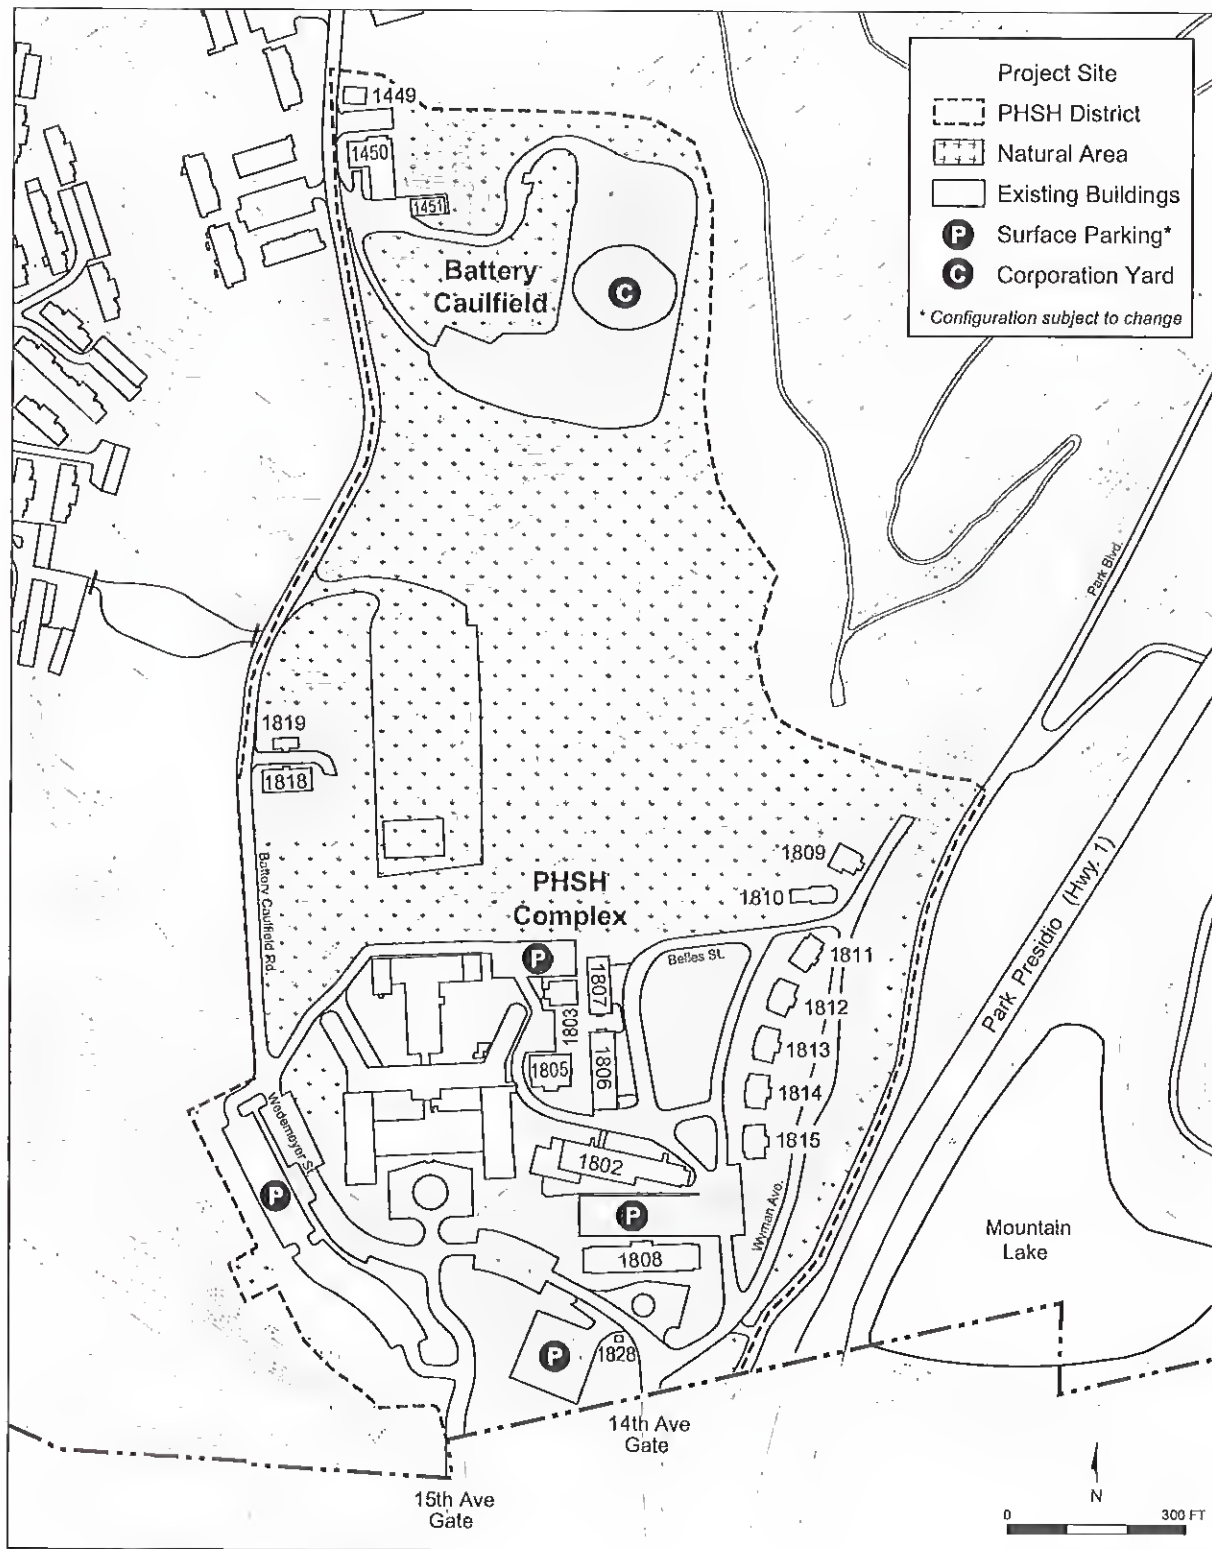 Project Site
PHSH District
Natural Area
Existing Buildings
P Surface Parking*
C Corporation Yard
* Configuration subject to change
1449
1450
1451
Battery
Caulfield
C
Park Blvd.
1819
1818
Battery Caulfield Rd.
PHSH
Complex
1809
1810
Park Presidio (Hwy. 1)
P
Belles St.
1807
1811
1803
1812
1806
1813
1805
1814
Wedemeyer St.
1815
1802
P
P
Wyman Ave.
1808
Mountain
Lake
P
1828
14th Ave
Gate
15th Ave
Gate
N
0 300 FT